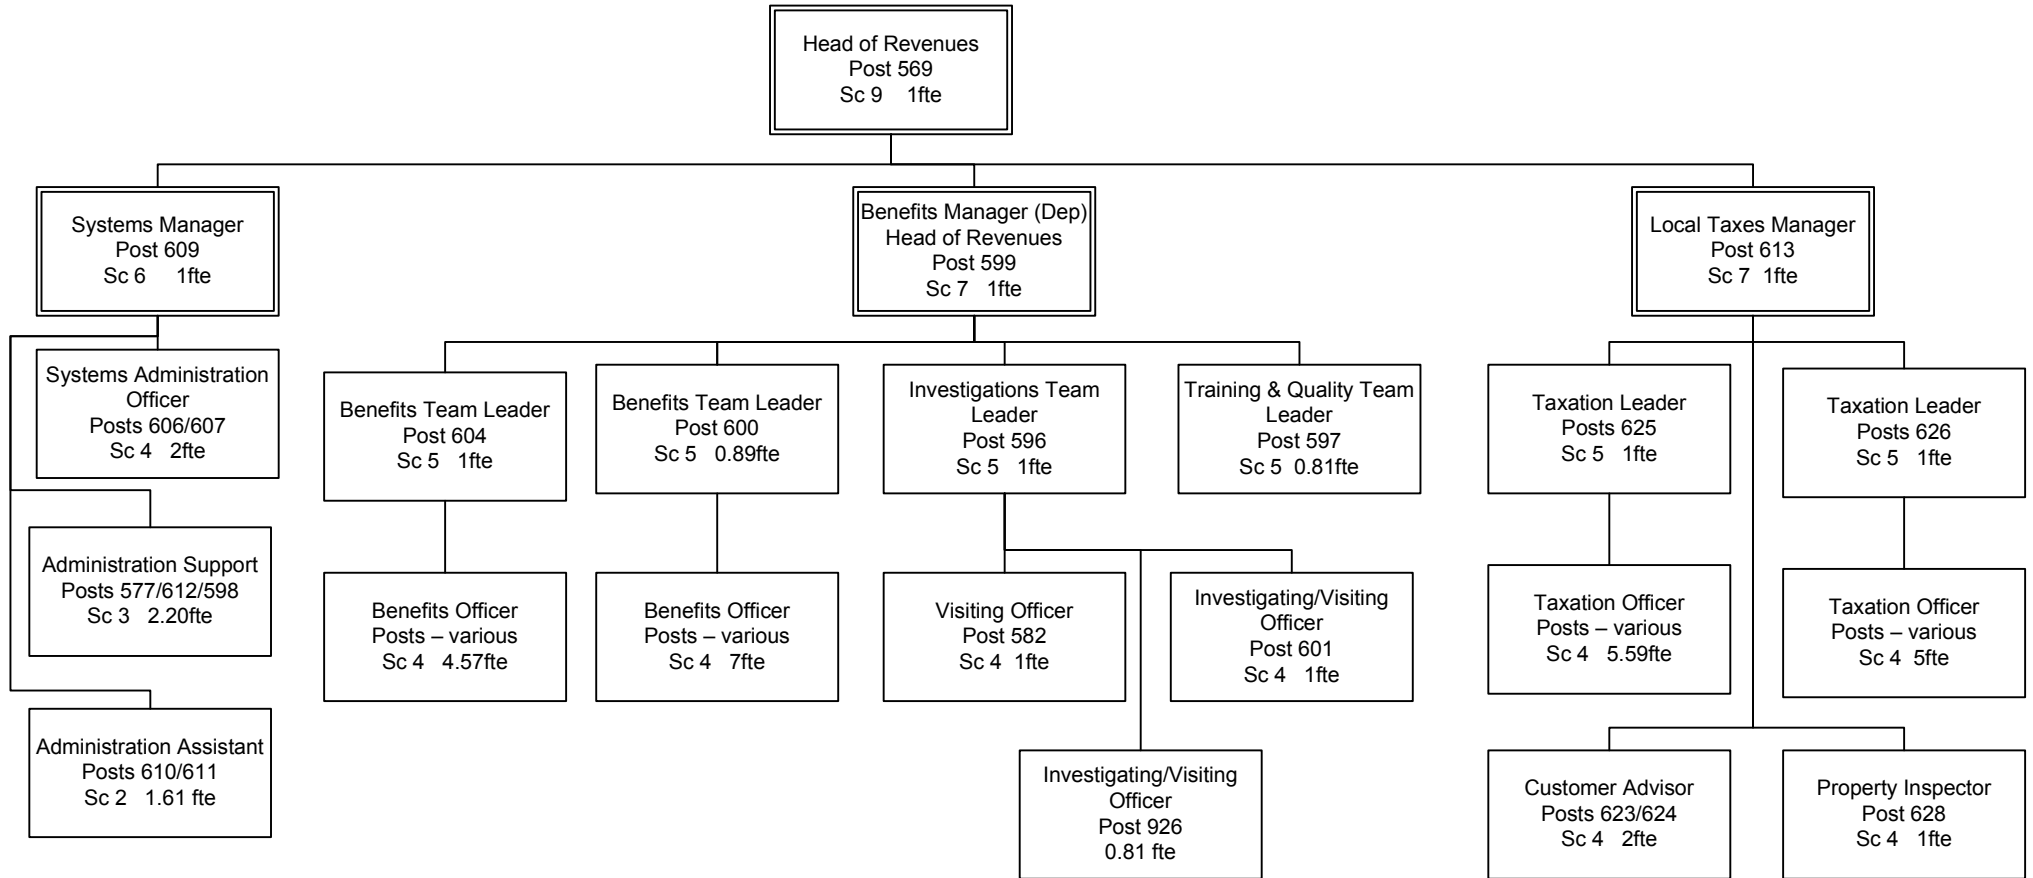 Head of Revenues
Post 569
Sc 9 1fte
Systems Manager
Post 609
Sc 6 1fte
Benefits Manager (Dep)
Head of Revenues
Post 599
Sc 7 1fte
Local Taxes Manager
Post 613
Sc 7 1fte
Systems Administration
Officer
Posts 606/607
Sc 4 2fte
Benefits Team Leader
Post 604
Sc 5 1fte
Benefits Team Leader
Post 600
Sc 5 0.89fte
Investigations Team
Leader
Post 596
Sc 5 1fte
Training & Quality Team
Leader
Post 597
Sc 5 0.81fte
Taxation Leader
Posts 625
Sc 5 1fte
Taxation Leader
Posts 626
Sc 5 1fte
Administration Support
Posts 577/612/598
Sc 3 2.20fte
Benefits Officer
Posts – various
Sc 4 4.57fte
Benefits Officer
Posts – various
Sc 4 7fte
Visiting Officer
Post 582
Sc 4 1fte
Investigating/Visiting
Officer
Post 601
Sc 4 1fte
Taxation Officer
Posts – various
Sc 4 5.59fte
Taxation Officer
Posts – various
Sc 4 5fte
Administration Assistant
Posts 610/611
Sc 2 1.61 fte
Investigating/Visiting
Officer
Post 926
0.81 fte
Customer Advisor
Posts 623/624
Sc 4 2fte
Property Inspector
Post 628
Sc 4 1fte